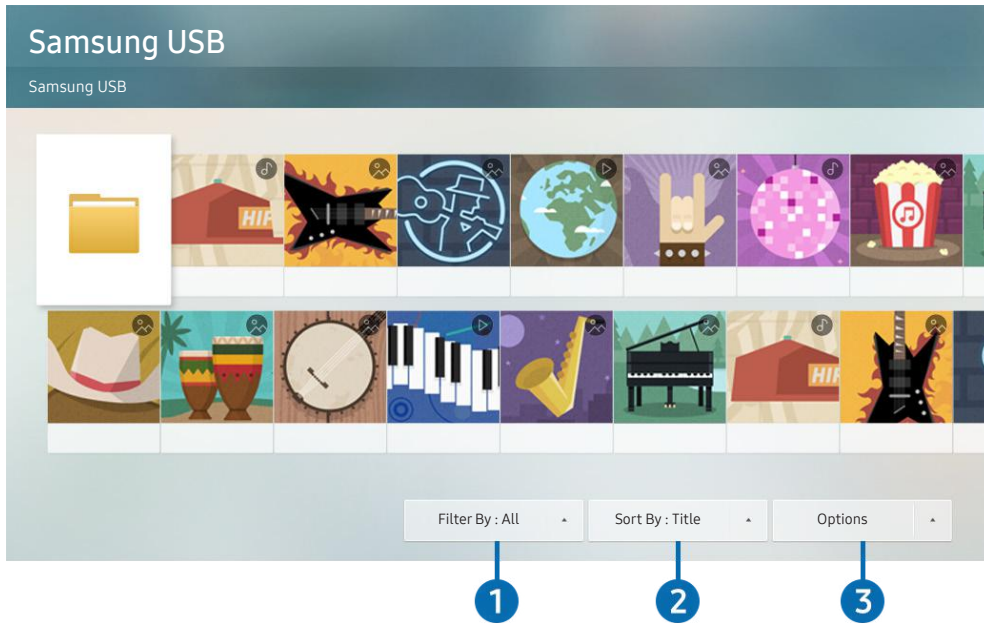 Samsung USB
Samsung USB
HIP
HIP
Filter By : All
Sort By : Title
Options
1
2
3